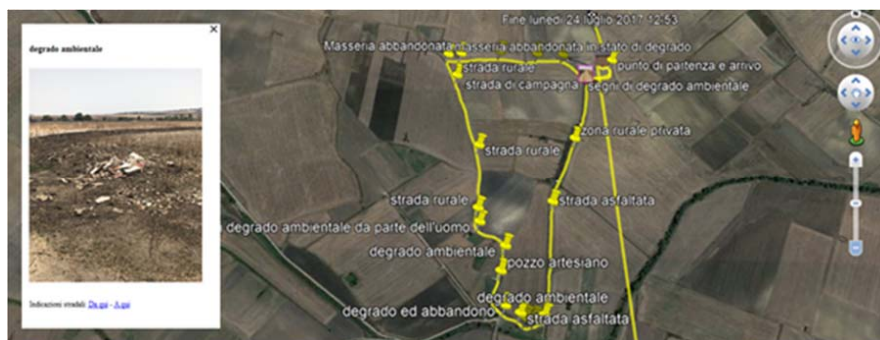 Fine lunedì 24 luglio 2017 12:53
degrado ambientale
Indicazioni stradali: Da qui - A qui
Masseria abbandonata
masseria abbandonata in stato di degrado
strada rurale
punto di partenza e arrivo
strada di campagna
segni di degrado ambientale
zona rurale privata
strada rurale
strada rurale
strada asfaltata
degrado ambientale da parte dell'uomo
degrado ambientale
pozzo artesiano
degrado ambientale
degrado ed abbandono
strada asfaltata